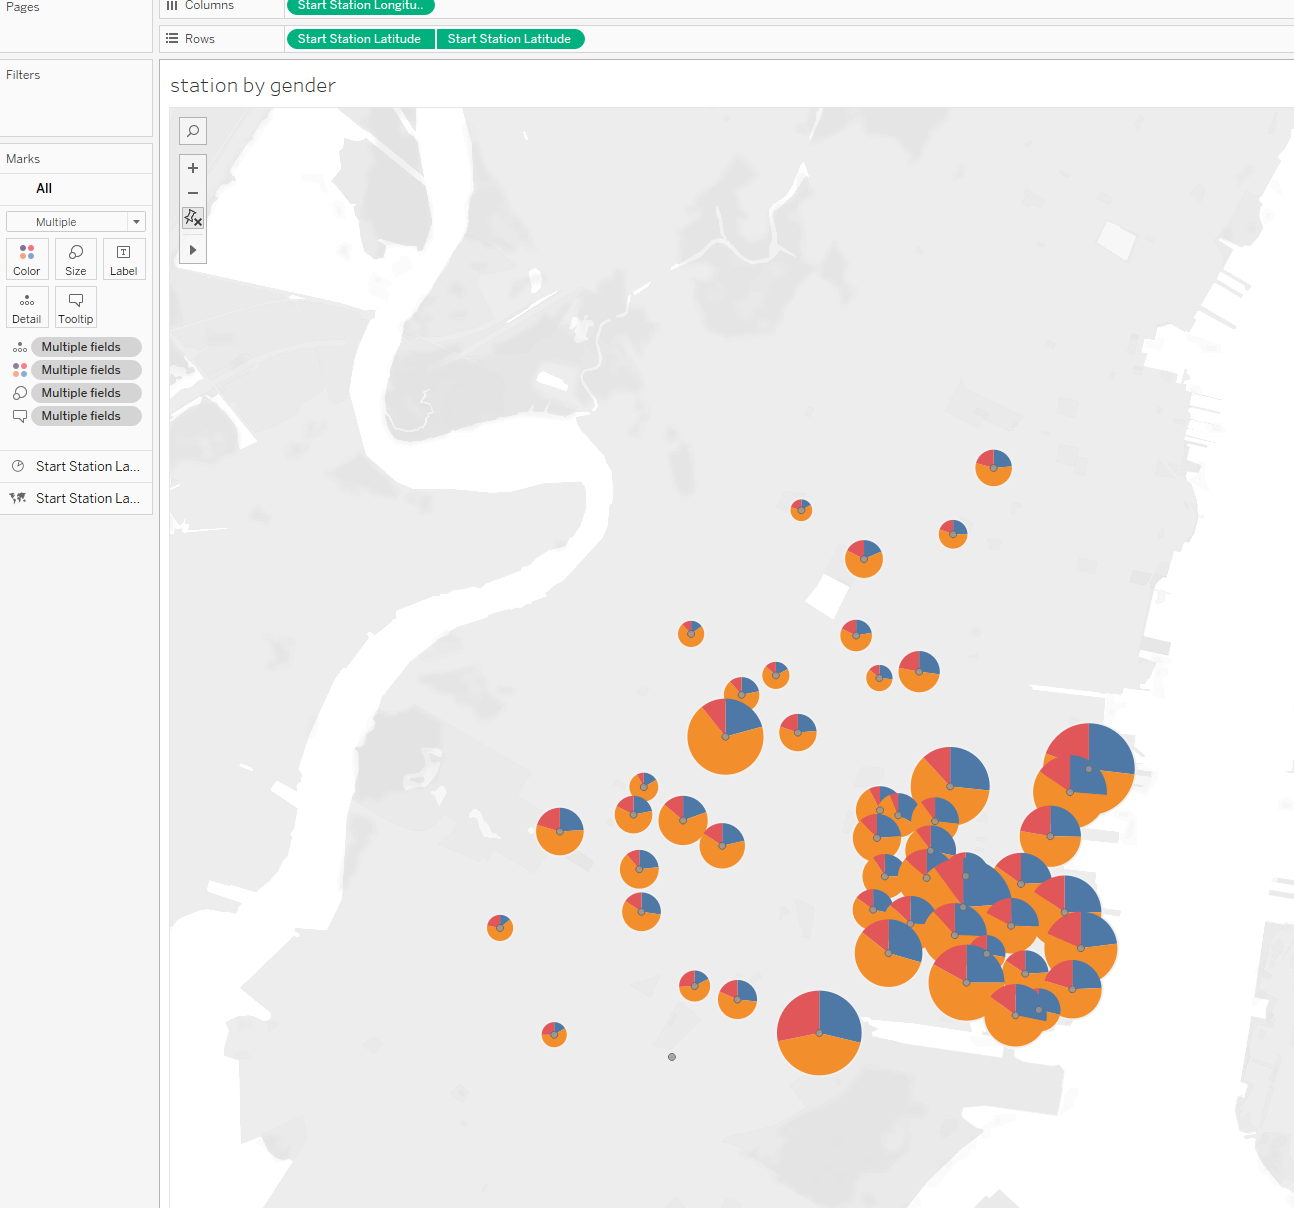 Pages
Columns
Start Station Longitu..
Rows
Start Station Latitude
Start Station Latitude
Filters
station by gender
Marks
All
Multiple
Color
Size
T
Label
Detail
Tooltip
Multiple fields
Multiple fields
Multiple fields
Multiple fields
Start Station La...
Start Station La...